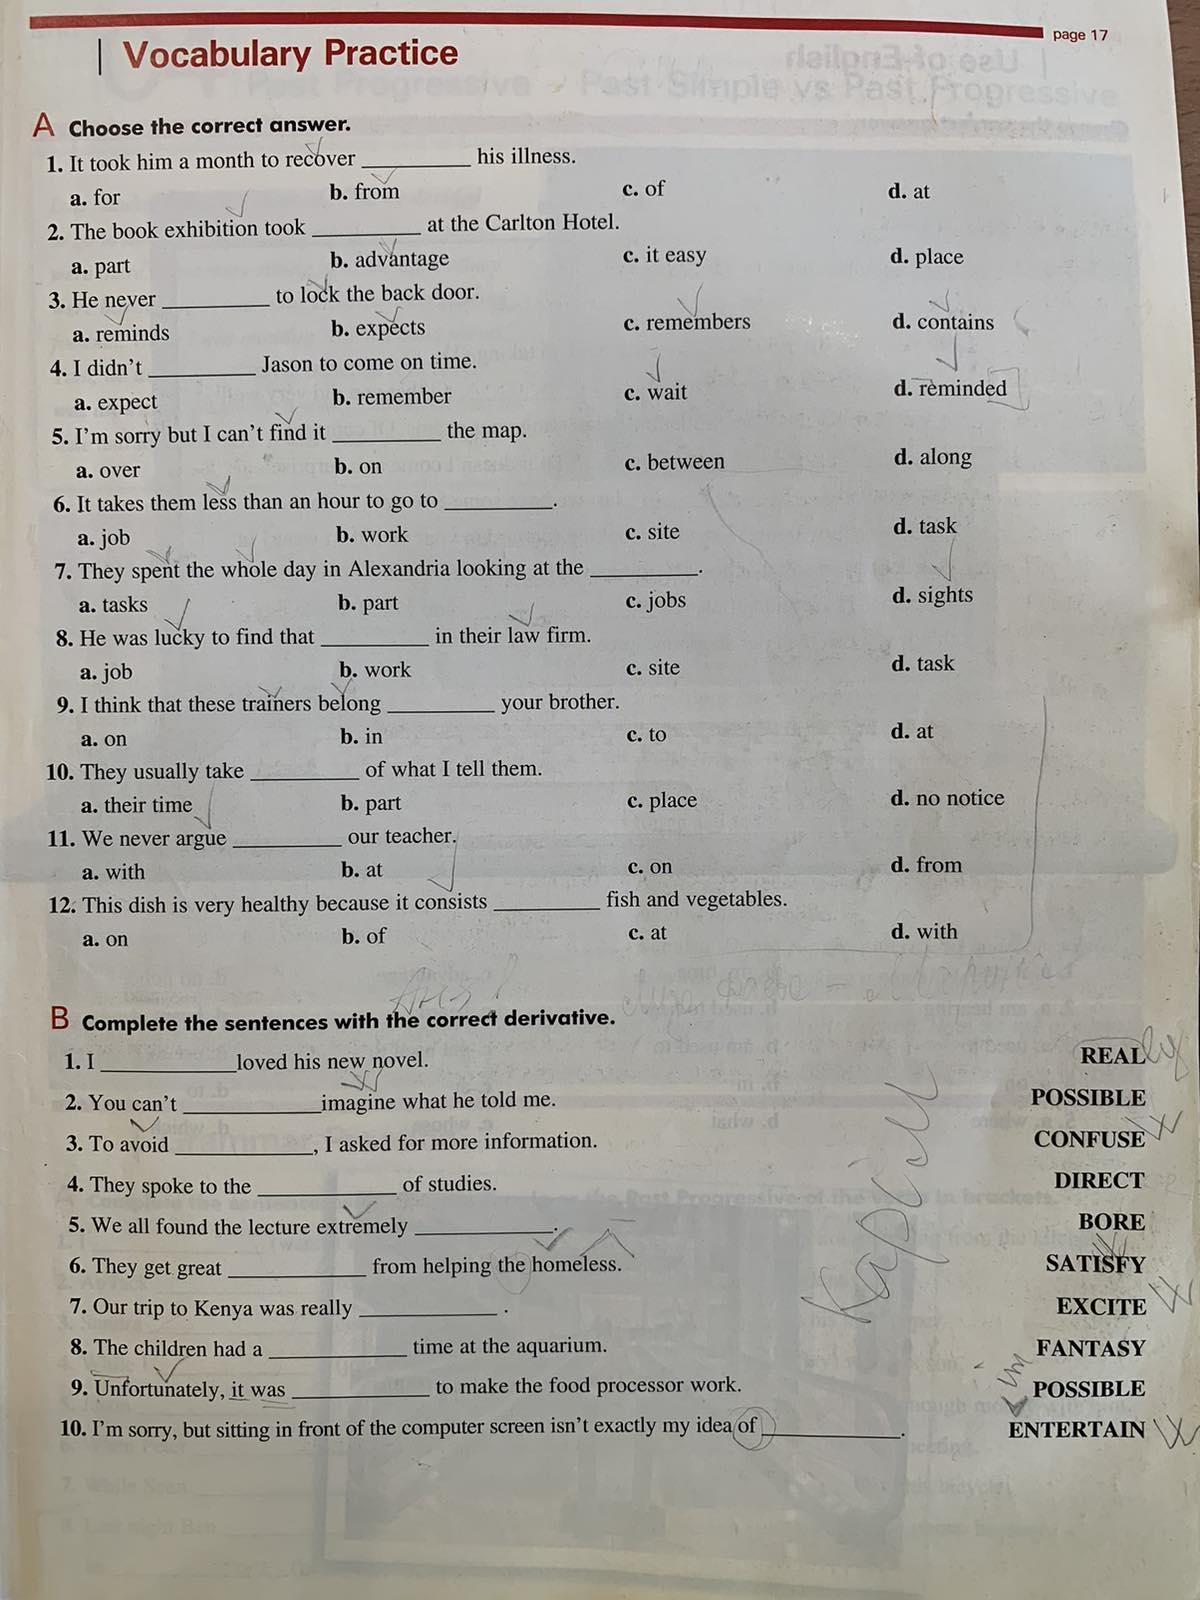 page 17
Vocabulary Practice
A Choose the correct answer.
1. It took him a month to recover __________ his illness.
a. for b. from c. of d. at
2. The book exhibition took __________ at the Carlton Hotel.
a. part b. advantage c. it easy d. place
3. He never __________ to lock the back door.
a. reminds b. expects c. remembers d. contains
4. I didn't __________ Jason to come on time.
a. expect b. remember c. wait d. reminded
5. I'm sorry but I can't find it __________ the map.
a. over b. on c. between d. along
6. It takes them less than an hour to go to __________.
a. job b. work c. site d. task
7. They spent the whole day in Alexandria looking at the __________.
a. tasks b. part c. jobs d. sights
8. He was lucky to find that __________ in their law firm.
a. job b. work c. site d. task
9. I think that these trainers belong __________ your brother.
a. on b. in c. to d. at
10. They usually take __________ of what I tell them.
a. their time b. part c. place d. no notice
11. We never argue __________ our teacher.
a. with b. at c. on d. from
12. This dish is very healthy because it consists __________ fish and vegetables.
a. on b. of c. at d. with
B Complete the sentences with the correct derivative.
1. I ____________loved his new novel. REAL ly
2. You can't ____________imagine what he told me. POSSIBLE
3. To avoid ____________, I asked for more information. CONFUSE
4. They spoke to the ____________ of studies. DIRECT
5. We all found the lecture extremely ____________. BORE
6. They get great ____________ from helping the homeless. SATISFY
7. Our trip to Kenya was really ____________. EXCITE
8. The children had a ____________ time at the aquarium. FANTASY
9. Unfortunately, it was ____________ to make the food processor work. im POSSIBLE
10. I'm sorry, but sitting in front of the computer screen isn't exactly my idea of ____________. ENTERTAIN